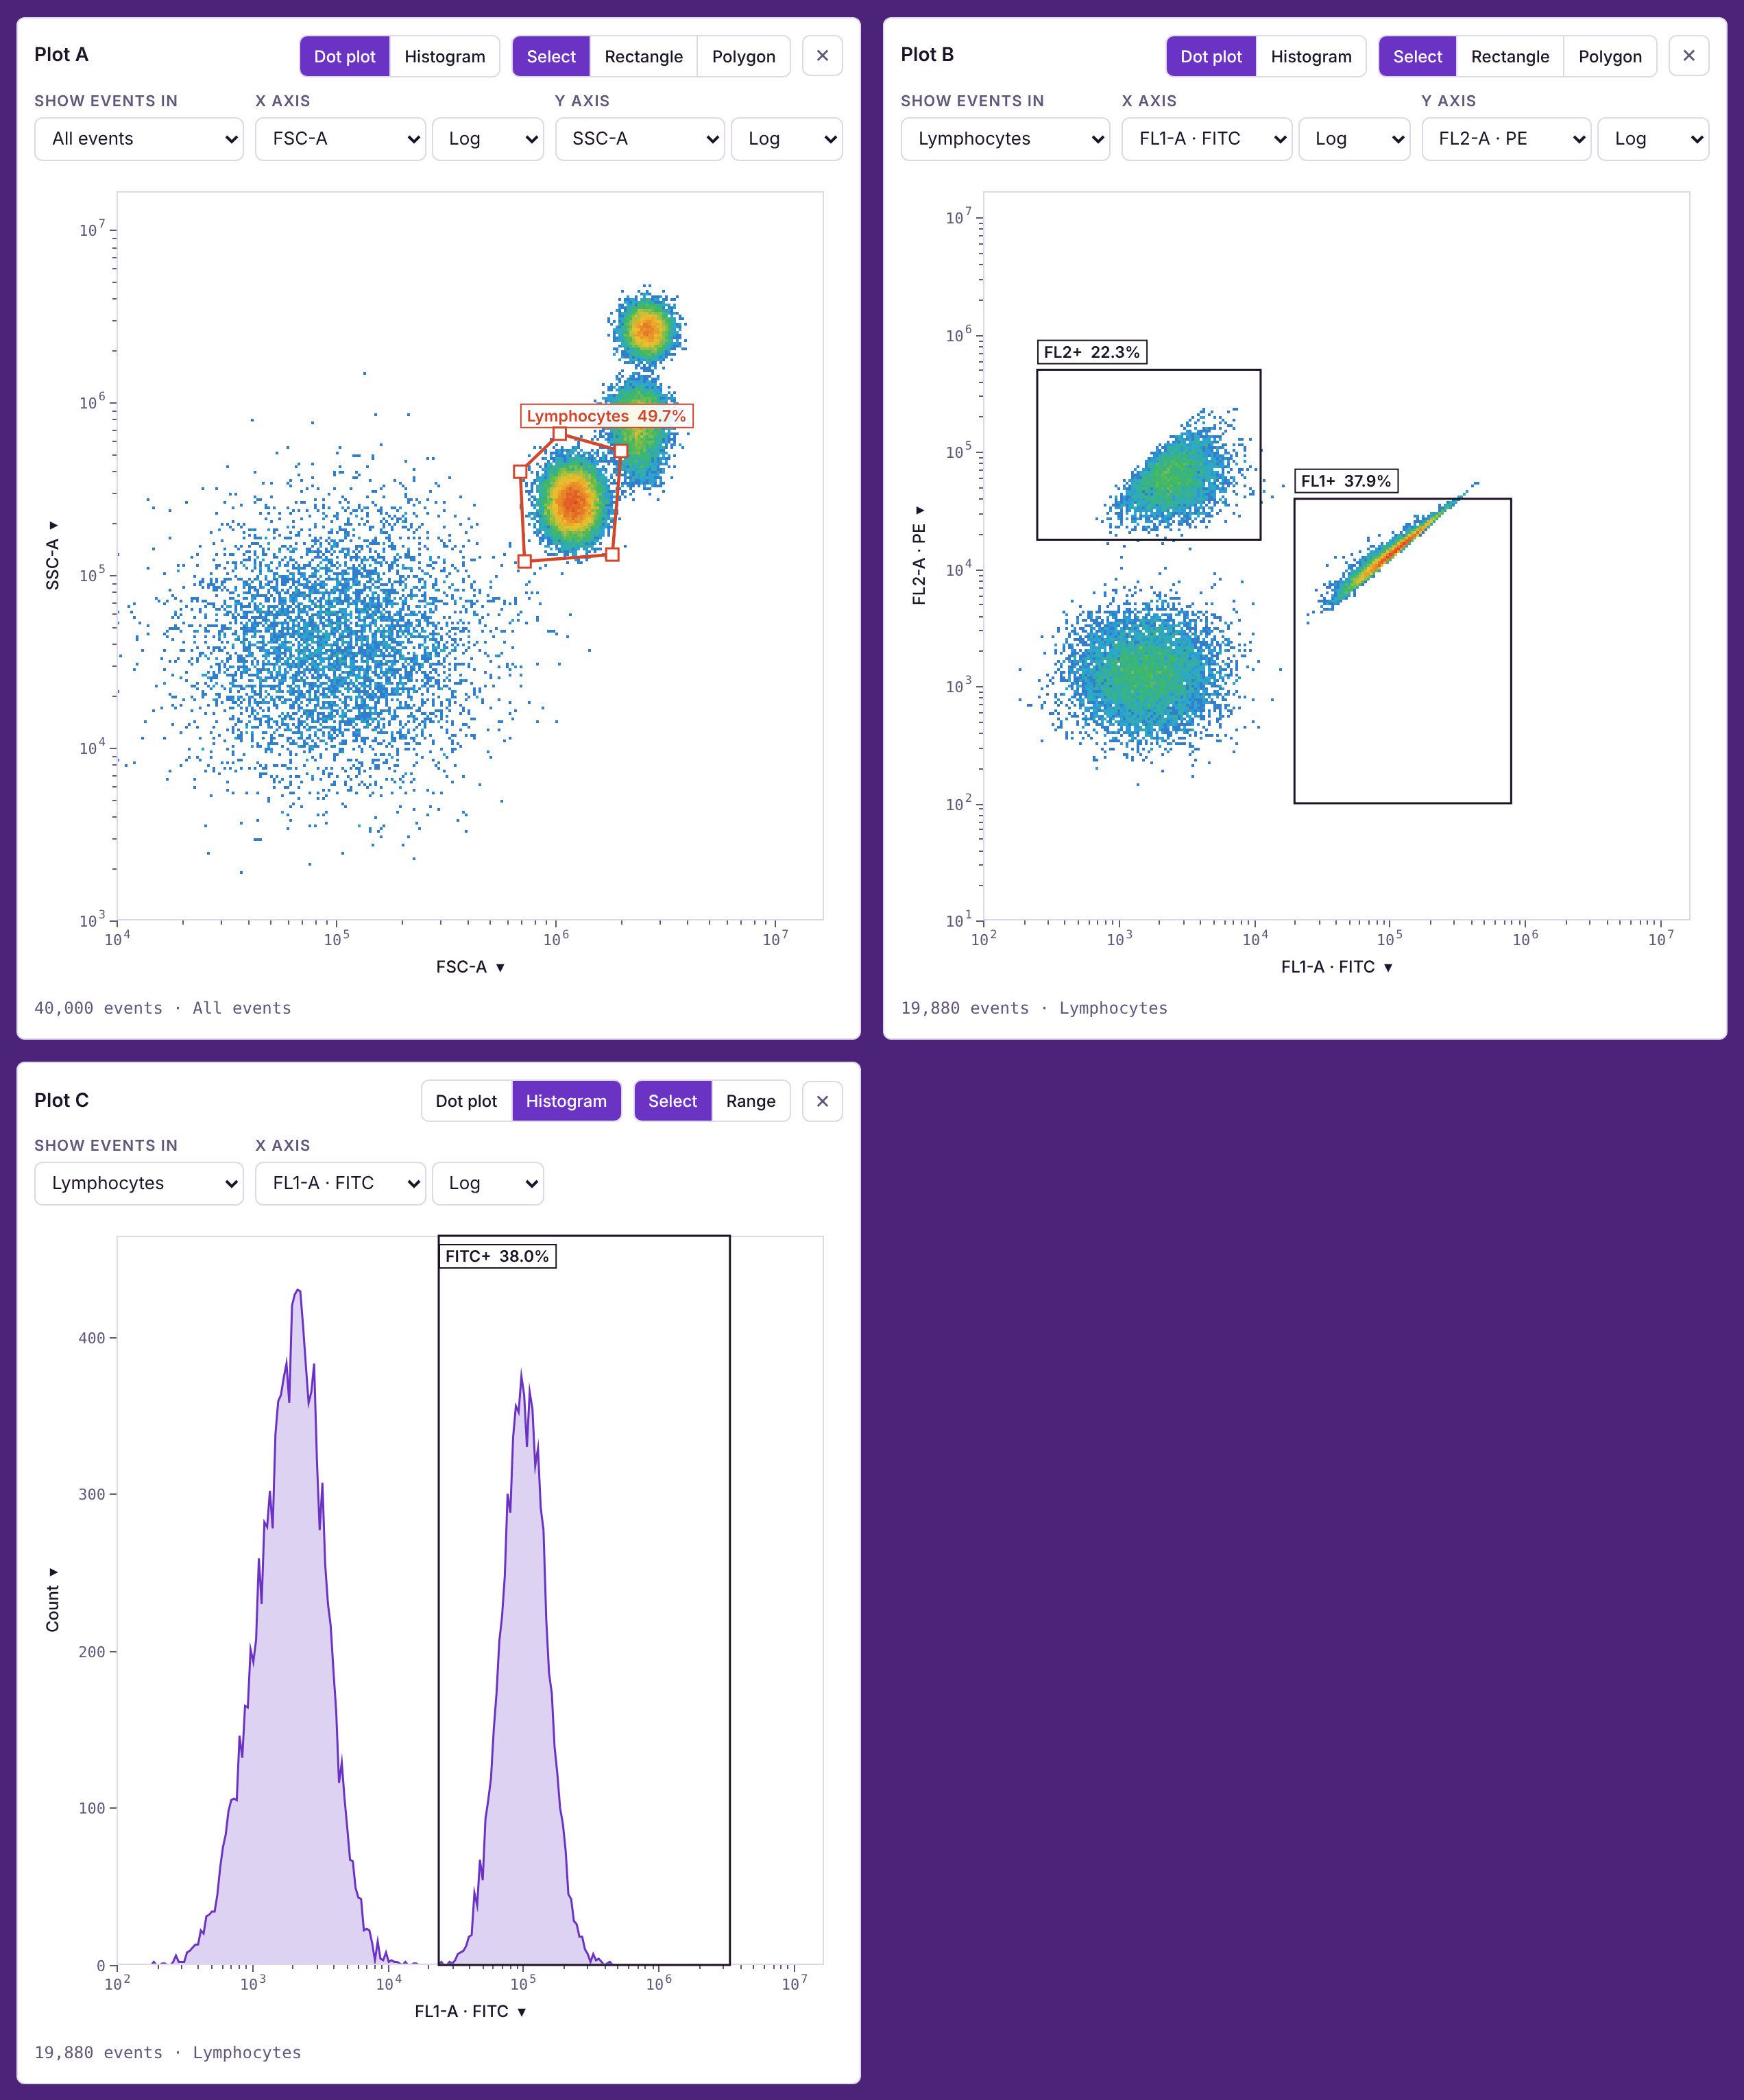 Plot A
Dot plot Histogram Select Rectangle Polygon ×
SHOW EVENTS IN X AXIS Y AXIS
All events FSC-A Log SSC-A Log
10^7
10^6
10^5
10^4
10^3
SSC-A ▼
Lymphocytes 49.7%
10^4 10^5 10^6 10^7
FSC-A ▼
40,000 events · All events
Plot B
Dot plot Histogram Select Rectangle Polygon ×
SHOW EVENTS IN X AXIS Y AXIS
Lymphocytes FL1-A · FITC Log FL2-A · PE Log
10^7
10^6
10^5
10^4
10^3
10^2
10^1
FL2-A · PE ▼
FL2+ 22.3%
FL1+ 37.9%
10^2 10^3 10^4 10^5 10^6 10^7
FL1-A · FITC ▼
19,880 events · Lymphocytes
Plot C
Dot plot Histogram Select Range ×
SHOW EVENTS IN X AXIS
Lymphocytes FL1-A · FITC Log
FITC+ 38.0%
400
300
200
100
0
Count ▼
10^2 10^3 10^4 10^5 10^6 10^7
FL1-A · FITC ▼
19,880 events · Lymphocytes